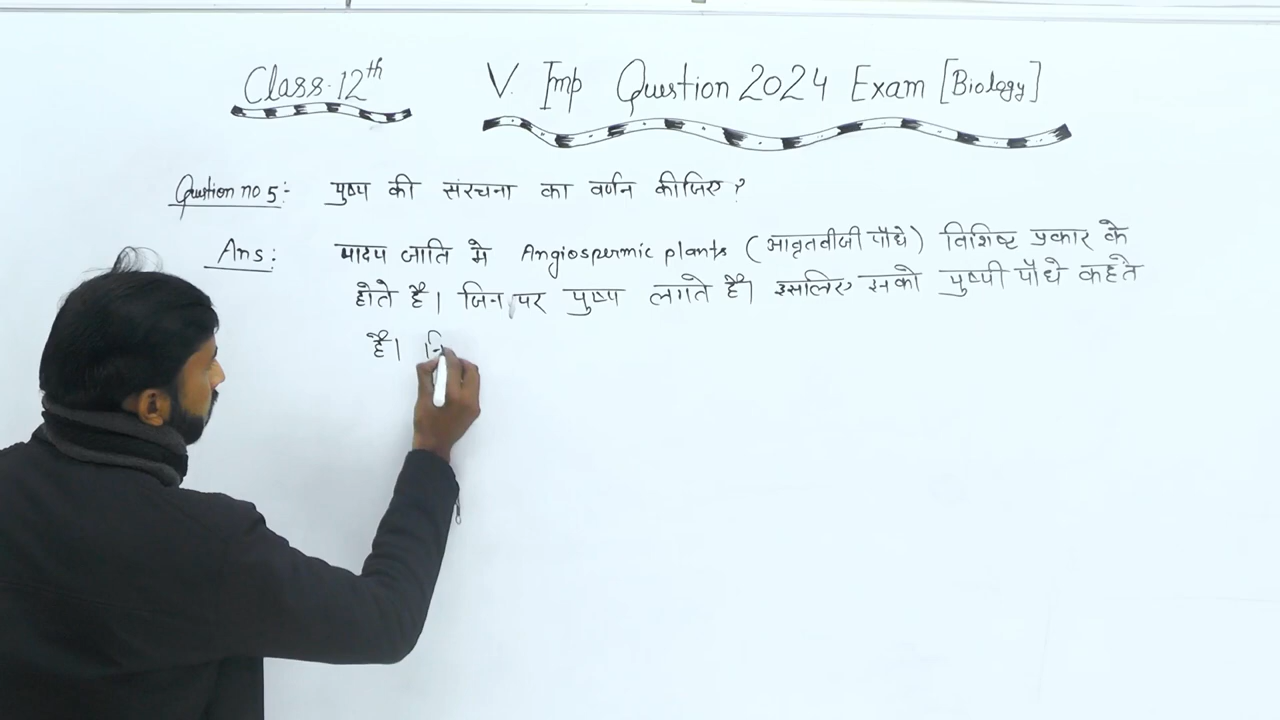 Class.12th V. Imp Question 2024 Exam [Biology]
Question no 5:- पुष्प की संरचना का वर्णन कीजिए ?
Ans: पादप जाति मे Angiospermic plants (आवृतबीजी पौधे) विशिष्ट प्रकार के
होते है। जिन पर पुष्प लगते है। इसलिए इसको पुष्पी पौधे कहते
है।